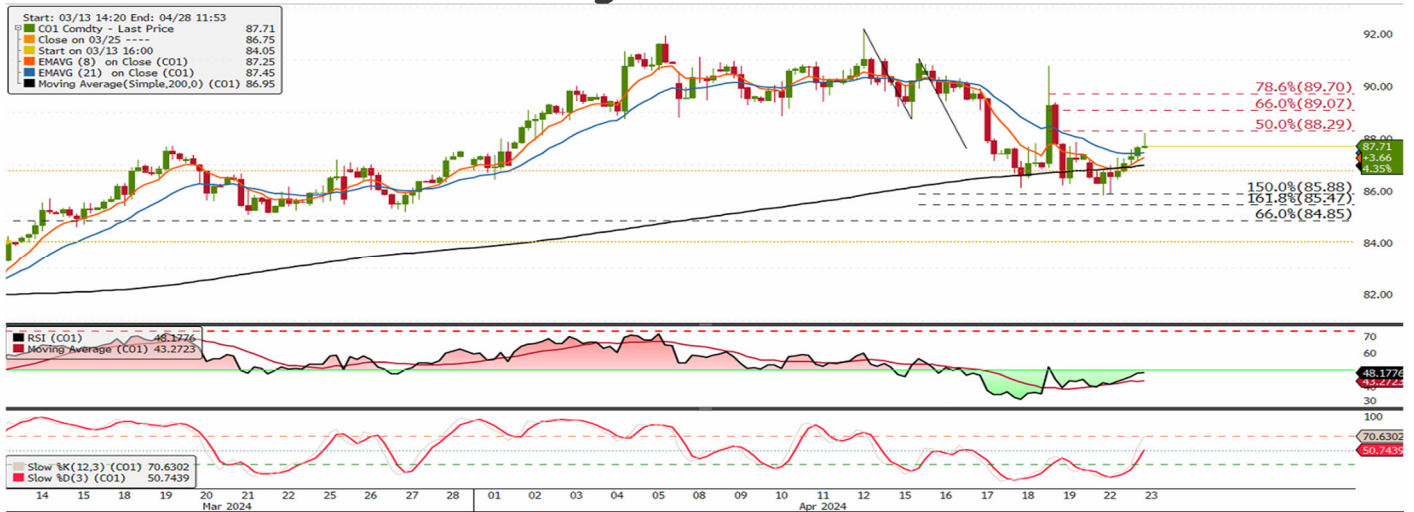 Start: 03/13 14:20 End: 04/28 11:53
CO1 Comdty - Last Price 87.71
Close on 03/25 ---- 86.75
Start on 03/13 16:00 84.05
EMAVG (8) on Close (CO1) 87.25
EMAVG (21) on Close (CO1) 87.45
Moving Average(Simple,200,0) (CO1) 86.95
92.00
90.00
88.00
86.00
84.00
82.00
78.6%(89.70)
66.0%(89.07)
50.0%(88.29)
150.0%(85.88)
161.8%(85.47)
66.0%(84.85)
87.71
+3.66
4.35%
RSI (CO1) 48.1776
Moving Average (CO1) 43.2723
70
60
48.1776
43.2723
30
100
70.6302
50.7439
Slow %K(12,3) (CO1) 70.6302
Slow %D(3) (CO1) 50.7439
14 15 18 19 20 21 22 25 26 27 28 01 02 03 04 05 08 09 10 11 12 15 16 17 18 19 22 23
Mar 2024 Apr 2024